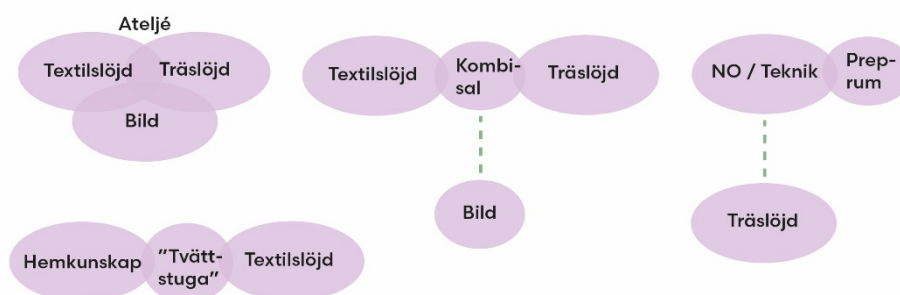 Ateljé
Textilslöjd Träslöjd
Bild
Textilslöjd
Kombi-
sal
Träslöjd
Bild
NO / Teknik
Prep-
rum
Träslöjd
Hemkunskap
”Tvätt-
stuga”
Textilslöjd